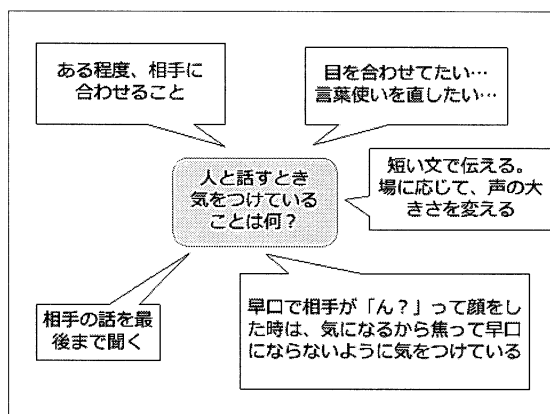 ある程度、相手に
合わせること
目を合わせてたい…
言葉使いを直したい…
人と話すとき
気をつけている
ことは何？
短い文で伝える。
場に応じて、声の大
きさを変える
相手の話を最
後まで聞く
早口で相手が「ん？」って顔をし
た時は、気になるから焦って早口
にならないように気をつけている